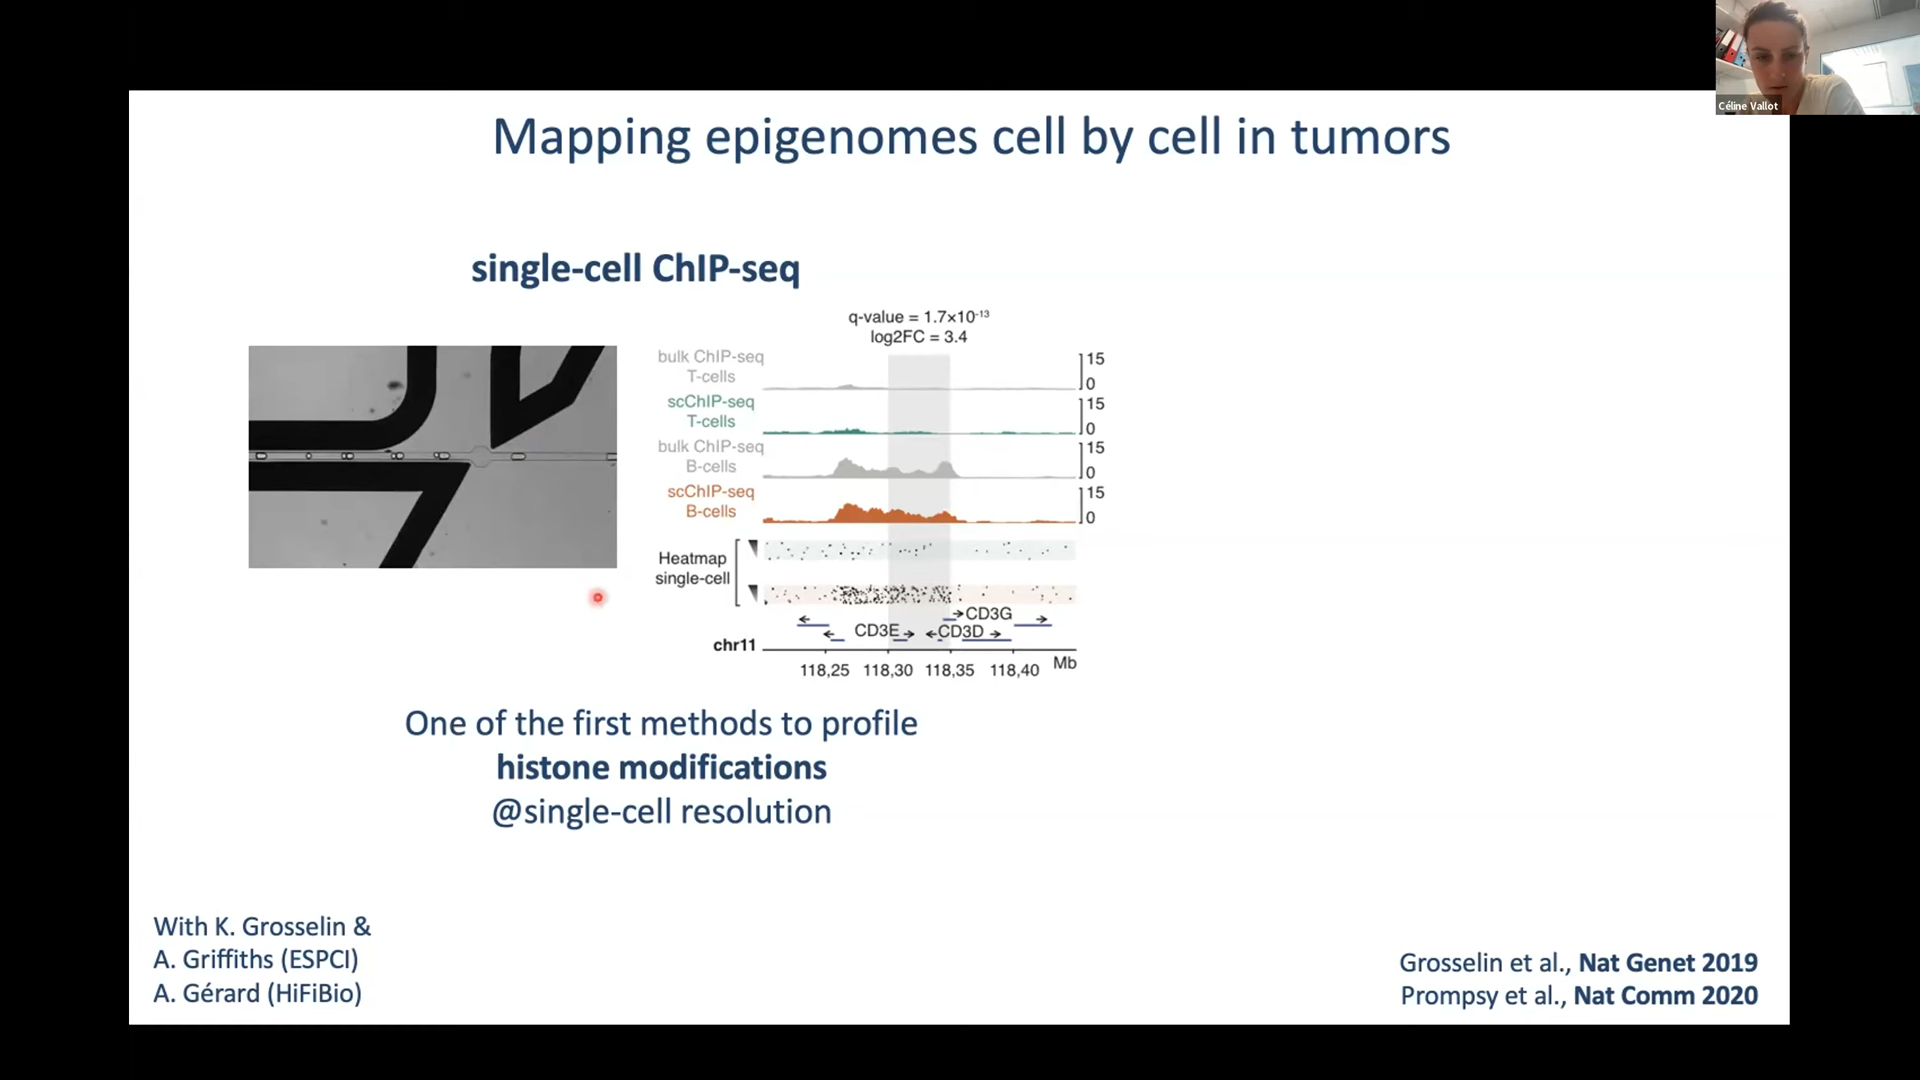 Céline Vallot
Mapping epigenomes cell by cell in tumors
single-cell ChIP-seq
q-value = 1.7×10⁻¹³
log2FC = 3.4
bulk ChIP-seq
T-cells
15
0
scChIP-seq
T-cells
15
0
bulk ChIP-seq
B-cells
15
0
scChIP-seq
B-cells
15
0
Heatmap
single-cell
CD3G
CD3E
CD3D
chr11
Mb
118,25 118,30 118,35 118,40
One of the first methods to profile
histone modifications
@single-cell resolution
With K. Grosselin &
A. Griffiths (ESPCI)
A. Gérard (HiFiBio)
Grosselin et al., Nat Genet 2019
Prompsy et al., Nat Comm 2020